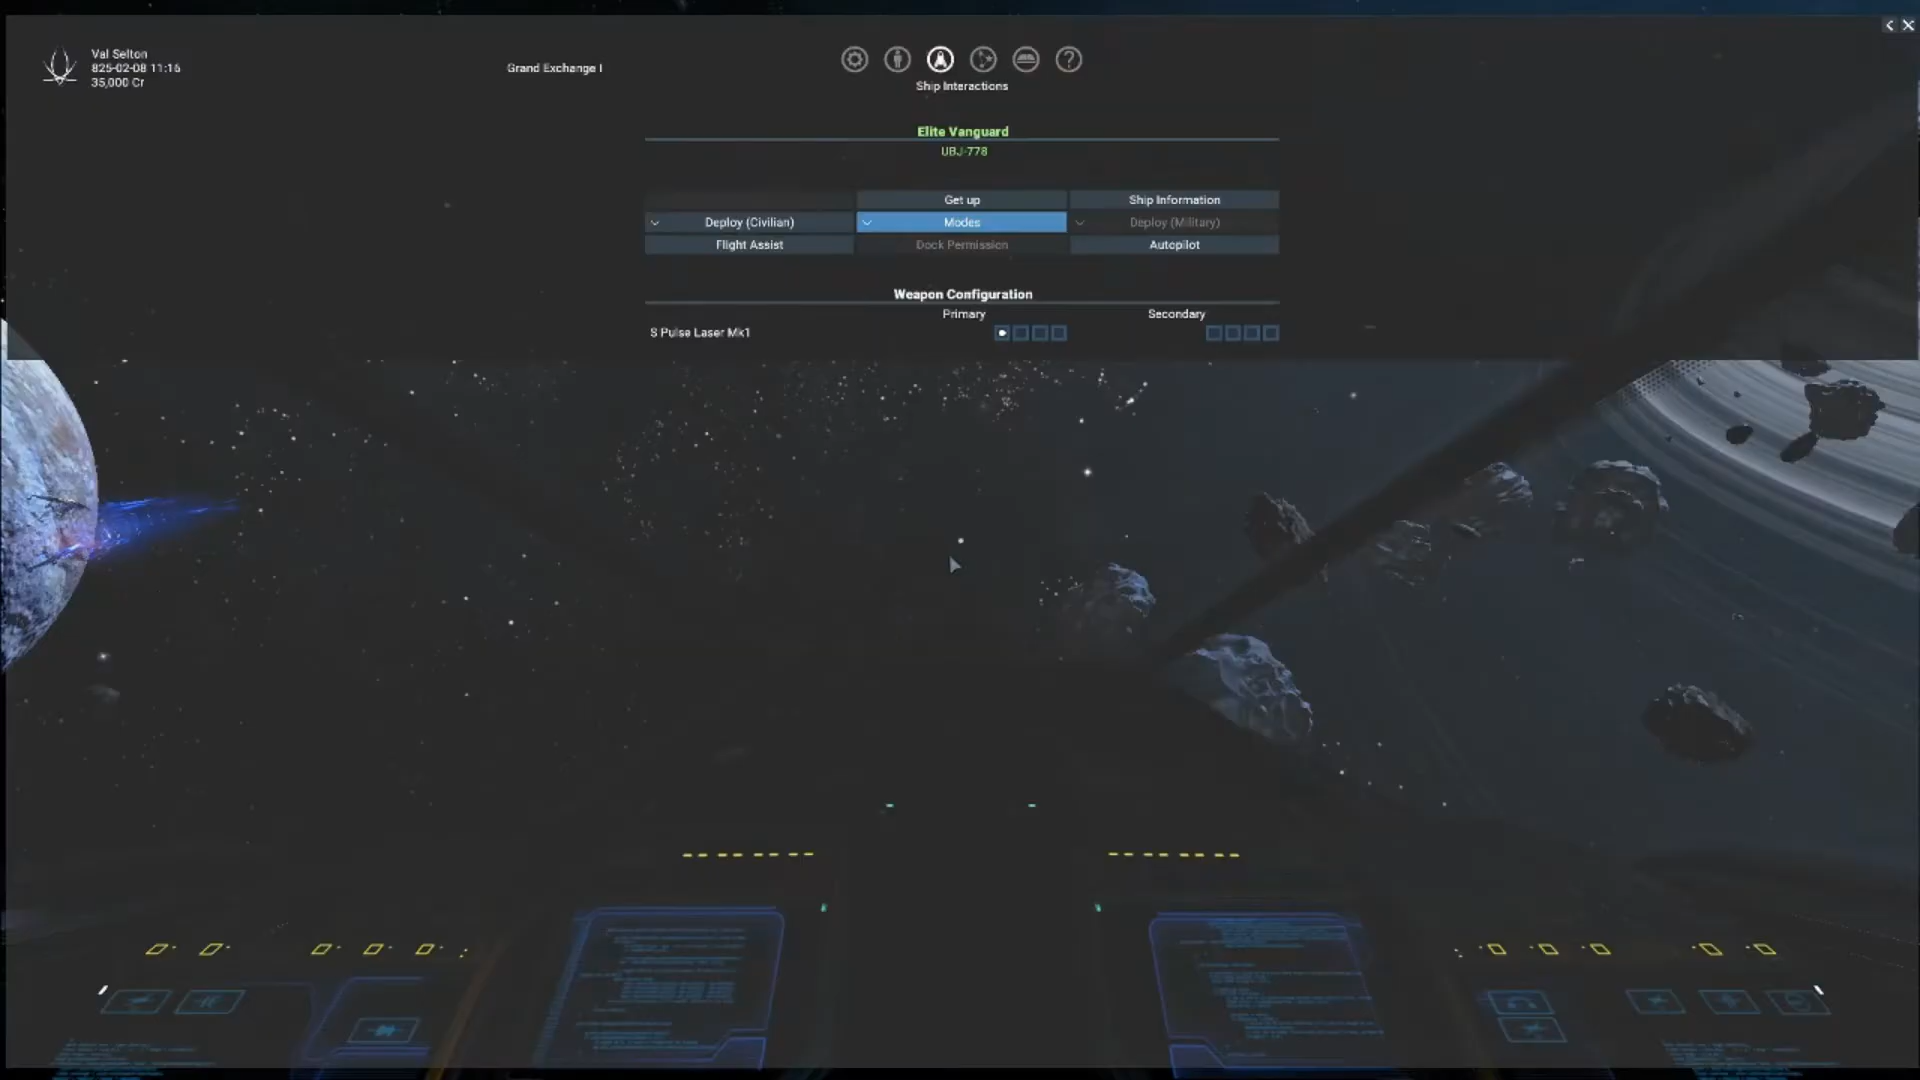 Val Selton
825-02-08 11:16
35,000 Cr
Grand Exchange I
?
Ship Interactions
Elite Vanguard
UBJ-778
Get up
Ship Information
Deploy (Civilian)
Modes
Deploy (Military)
Flight Assist
Dock Permission
Autopilot
Weapon Configuration
Primary
Secondary
S Pulse Laser Mk1